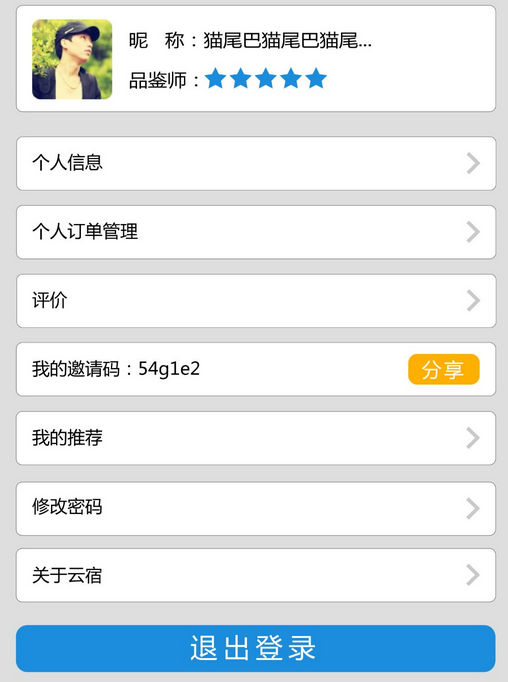 昵 称：猫尾巴猫尾巴猫尾...
品鉴师：
个人信息
个人订单管理
评价
我的邀请码：54g1e2
分享
我的推荐
修改密码
关于云宿
退出登录